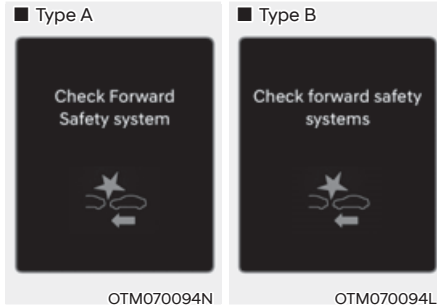 ■ Type A
Check Forward
Safety system
OTM070094N
■ Type B
Check forward safety
systems
OTM070094L